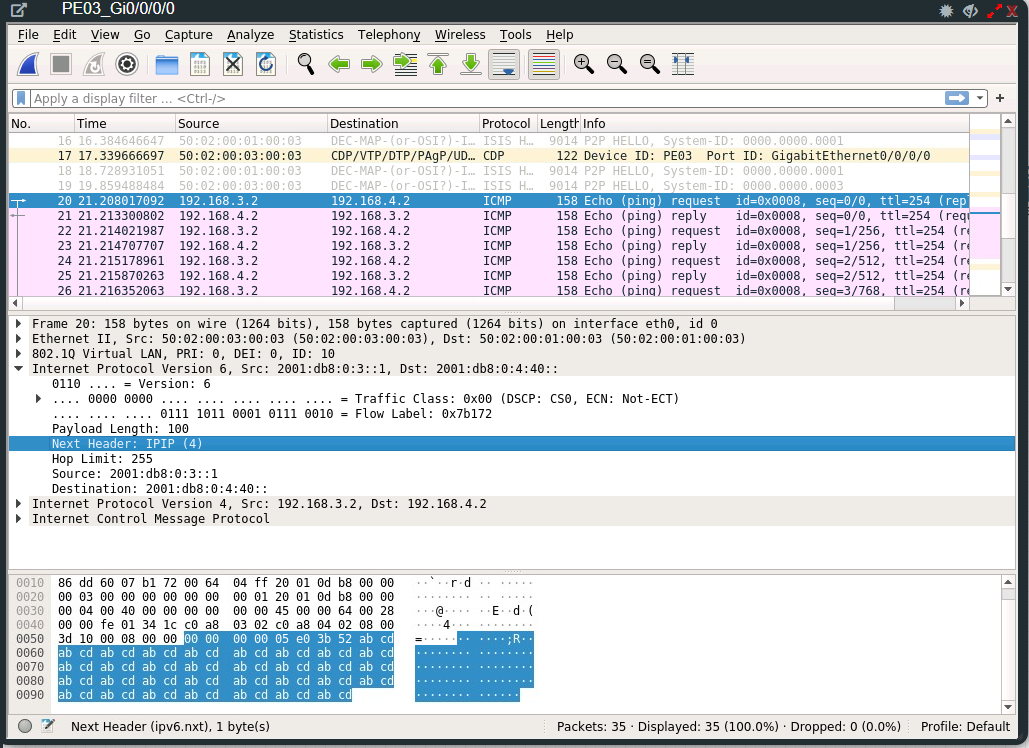 PE03_Gi0/0/0/0
File Edit View Go Capture Analyze Statistics Telephony Wireless Tools Help
Apply a display filter … <Ctrl-/>
No. Time Source Destination Protocol Length Info
16 16.384646647 50:02:00:01:00:03 DEC-MAP-(or-OSI?)-I… ISIS H… 9014 P2P HELLO, System-ID: 0000.0000.0001
17 17.339666697 50:02:00:03:00:03 CDP/VTP/DTP/PAgP/UD… CDP 122 Device ID: PE03 Port ID: GigabitEthernet0/0/0/0
18 18.728931051 50:02:00:01:00:03 DEC-MAP-(or-OSI?)-I… ISIS H… 9014 P2P HELLO, System-ID: 0000.0000.0001
19 19.859488484 50:02:00:03:00:03 DEC-MAP-(or-OSI?)-I… ISIS H… 9014 P2P HELLO, System-ID: 0000.0000.0003
20 21.208017092 192.168.3.2 192.168.4.2 ICMP 158 Echo (ping) request id=0x0008, seq=0/0, ttl=254 (rep
21 21.213300802 192.168.4.2 192.168.3.2 ICMP 158 Echo (ping) reply id=0x0008, seq=0/0, ttl=254 (requ
22 21.214021987 192.168.3.2 192.168.4.2 ICMP 158 Echo (ping) request id=0x0008, seq=1/256, ttl=254 (re
23 21.214707707 192.168.4.2 192.168.3.2 ICMP 158 Echo (ping) reply id=0x0008, seq=1/256, ttl=254 (re
24 21.215178961 192.168.3.2 192.168.4.2 ICMP 158 Echo (ping) request id=0x0008, seq=2/512, ttl=254 (re
25 21.215870263 192.168.4.2 192.168.3.2 ICMP 158 Echo (ping) reply id=0x0008, seq=2/512, ttl=254 (re
26 21.216352063 192.168.3.2 192.168.4.2 ICMP 158 Echo (ping) request id=0x0008, seq=3/768, ttl=254 (re
Frame 20: 158 bytes on wire (1264 bits), 158 bytes captured (1264 bits) on interface eth0, id 0
Ethernet II, Src: 50:02:00:03:00:03 (50:02:00:03:00:03), Dst: 50:02:00:01:00:03 (50:02:00:01:00:03)
802.1Q Virtual LAN, PRI: 0, DEI: 0, ID: 10
Internet Protocol Version 6, Src: 2001:db8:0:3::1, Dst: 2001:db8:0:4:40::
0110 .... = Version: 6
.... 0000 0000 .... .... .... .... .... = Traffic Class: 0x00 (DSCP: CS0, ECN: Not-ECT)
.... .... .... 0111 1011 0001 0111 0010 = Flow Label: 0x7b172
Payload Length: 100
Next Header: IPIP (4)
Hop Limit: 255
Source: 2001:db8:0:3::1
Destination: 2001:db8:0:4:40::
Internet Protocol Version 4, Src: 192.168.3.2, Dst: 192.168.4.2
Internet Control Message Protocol
0010 86 dd 60 07 b1 72 00 64 04 ff 20 01 0d b8 00 00 ··`··r·d ·· ·····
0020 00 03 00 00 00 00 00 00 00 01 20 01 0d b8 00 00 ········ ·· ·····
0030 00 04 00 40 00 00 00 00 00 00 45 00 00 64 00 28 ···@···· ··E··d·(
0040 00 00 fe 01 34 1c c0 a8 03 02 c0 a8 04 02 08 00 ····4··· ········
0050 3d 10 00 08 00 00 00 00 00 00 05 e0 3b 52 ab cd =······· ····;R··
0060 ab cd ab cd ab cd ab cd ab cd ab cd ab cd ab cd ········ ········
0070 ab cd ab cd ab cd ab cd ab cd ab cd ab cd ab cd ········ ········
0080 ab cd ab cd ab cd ab cd ab cd ab cd ab cd ab cd ········ ········
0090 ab cd ab cd ab cd ab cd ab cd ab cd ab cd ········ ······
Next Header (ipv6.nxt), 1 byte(s) Packets: 35 · Displayed: 35 (100.0%) · Dropped: 0 (0.0%) Profile: Default